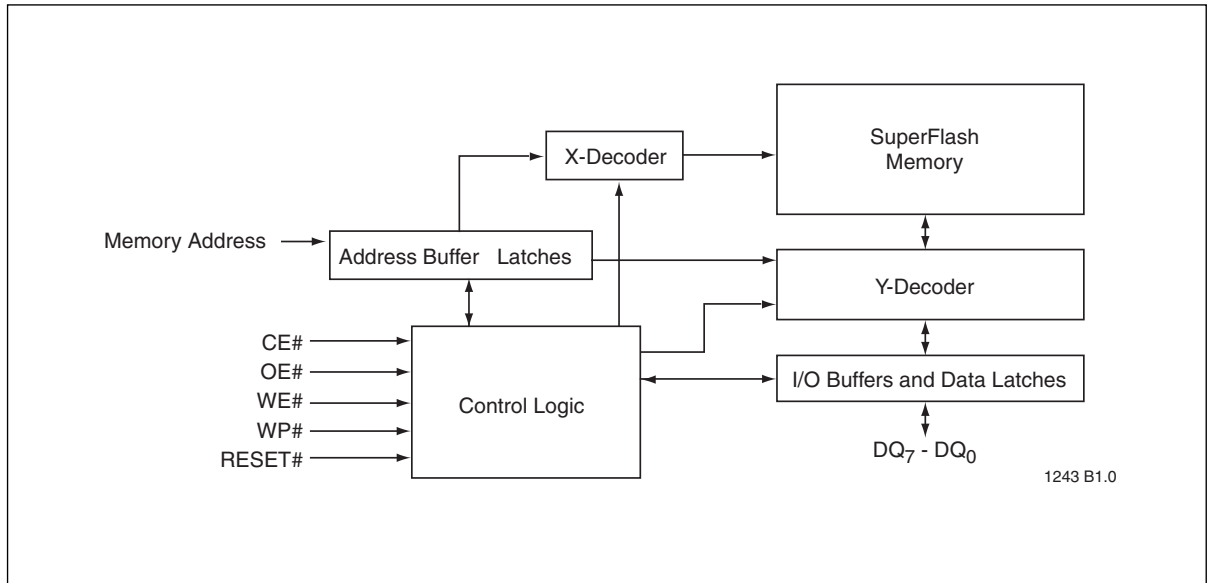 SuperFlash
Memory
X-Decoder
Memory Address
Address Buffer Latches
Y-Decoder
CE#
OE#
WE#
WP#
RESET#
Control Logic
I/O Buffers and Data Latches
DQ7 - DQ0
1243 B1.0